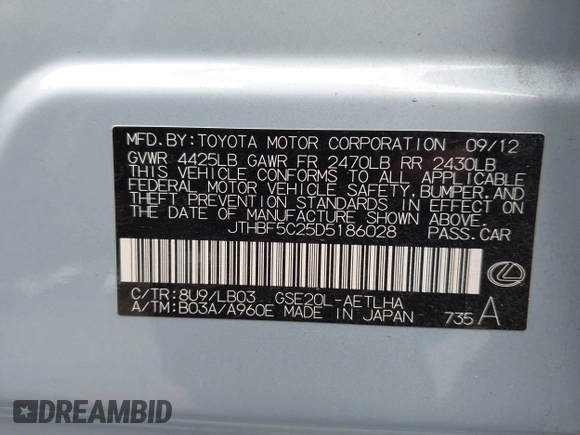 MFD. BY: TOYOTA MOTOR CORPORATION 09/12
GVWR 4425LB GAWR FR 2470LB RR 2430LB
THIS VEHICLE CONFORMS TO ALL APPLICABLE
FEDERAL MOTOR VEHICLE SAFETY, BUMPER, AND
THEFT PREVENTION STANDARDS IN EFFECT ON
THE DATE OF MANUFACTURE SHOWN ABOVE.
JTHBF5C25D5186028 PASS. CAR
C/TR: 8U9/LB03 GSE20L-AETLHA
A/TM: B03A/A960E MADE IN JAPAN 735 A
DREAMBID